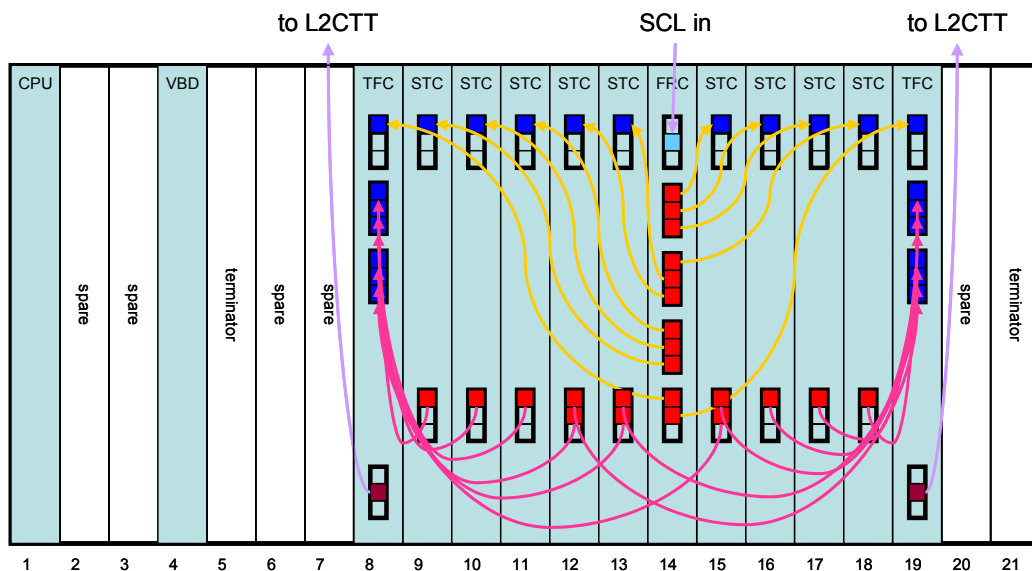 to L2CTT
SCL in
to L2CTT
CPU
VBD
TFC
STC
STC
STC
STC
STC
FRC
STC
STC
STC
STC
TFC
spare
spare
terminator
spare
spare
spare
terminator
1
2
3
4
5
6
7
8
9
10
11
12
13
14
15
16
17
18
19
20
21